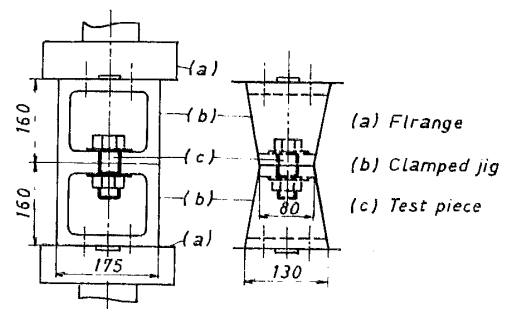 (a)
160
(b)
(a) Flrange
(c)
(b) Clamped jig
160
(b)
80
(c) Test piece
(a)
175
130